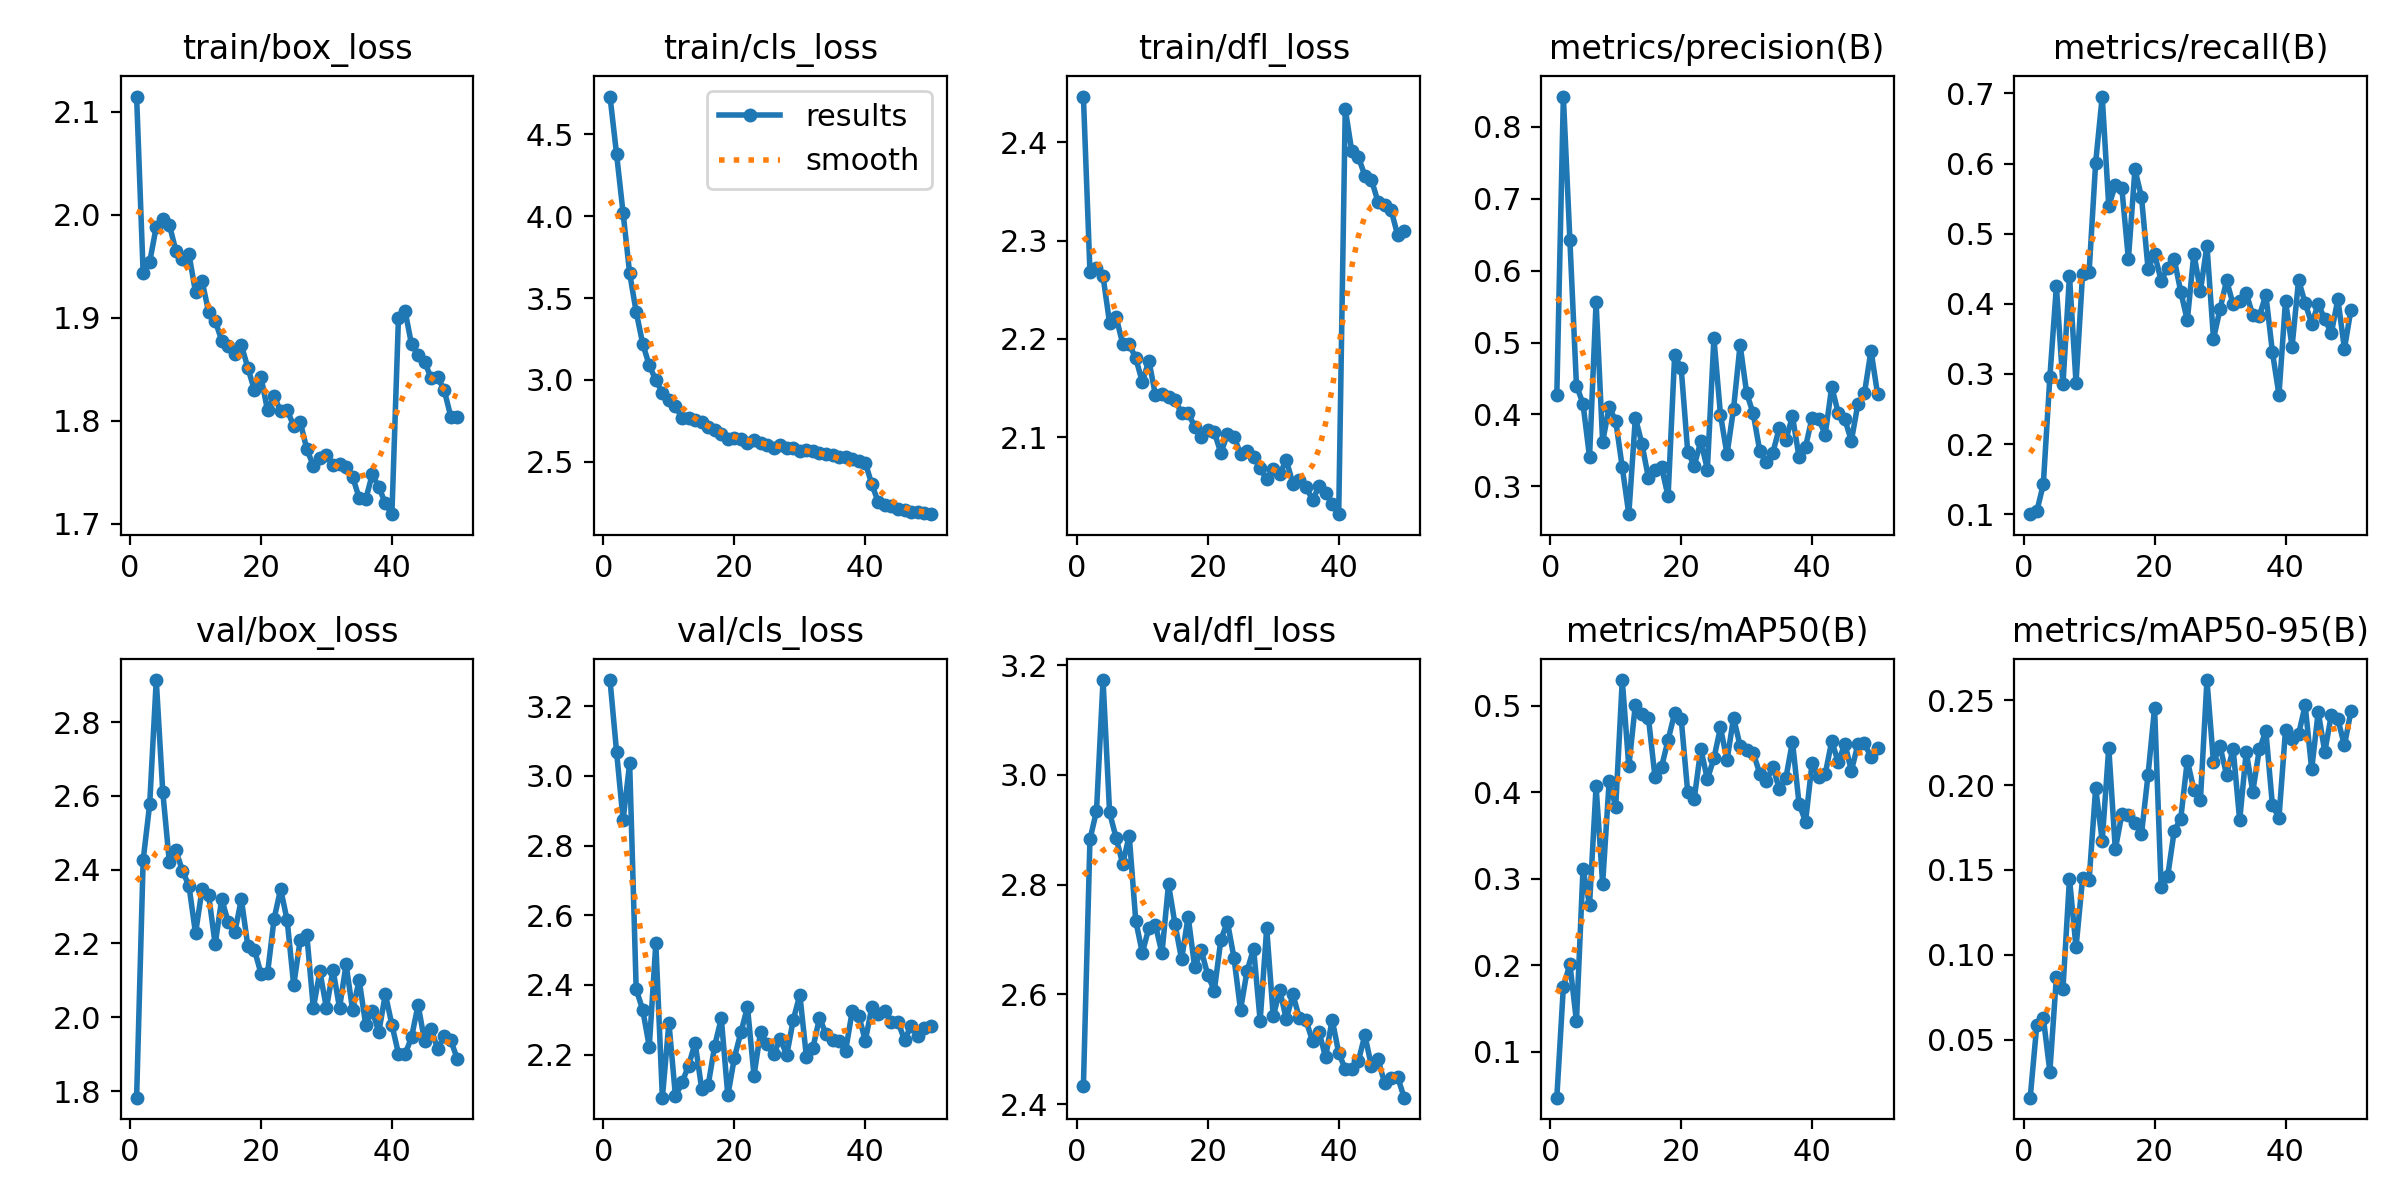 train/box_loss
train/cls_loss
train/dfl_loss
metrics/precision(B)
metrics/recall(B)
2.1
2.0
1.9
1.8
1.7
0 20 40
results
smooth
4.5
4.0
3.5
3.0
2.5
0 20 40
2.4
2.3
2.2
2.1
0 20 40
0.8
0.7
0.6
0.5
0.4
0.3
0 20 40
0.7
0.6
0.5
0.4
0.3
0.2
0.1
0 20 40
val/box_loss
val/cls_loss
val/dfl_loss
metrics/mAP50(B)
metrics/mAP50-95(B)
2.8
2.6
2.4
2.2
2.0
1.8
0 20 40
3.2
3.0
2.8
2.6
2.4
2.2
0 20 40
3.2
3.0
2.8
2.6
2.4
0 20 40
0.5
0.4
0.3
0.2
0.1
0 20 40
0.25
0.20
0.15
0.10
0.05
0 20 40